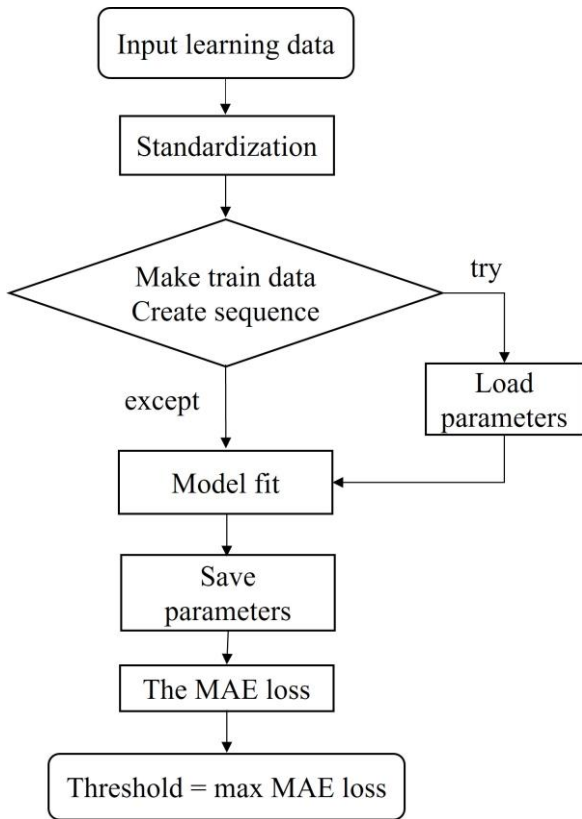 Input learning data
Standardization
Make train data
Create sequence
try
Load
parameters
except
Model fit
Save
parameters
The MAE loss
Threshold = max MAE loss